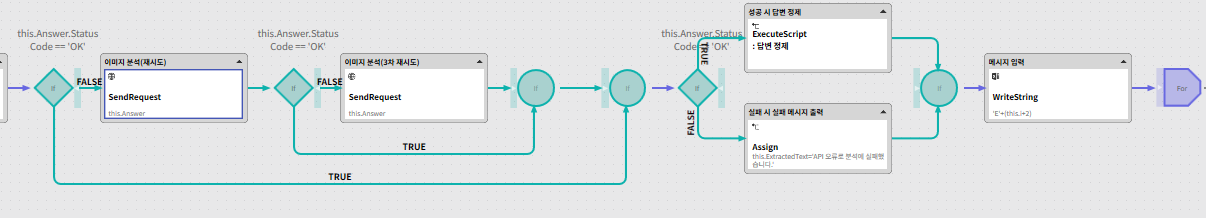 this.Answer.Status
Code == 'OK'
If
FALSE
이미지 분석(재시도)
SendRequest
this.Answer
this.Answer.Status
Code == 'OK'
If
FALSE
이미지 분석(3차 재시도)
SendRequest
this.Answer
If
If
TRUE
TRUE
this.Answer.Status
Code == 'OK'
If
TRUE
FALSE
성공 시 답변 정제
ExecuteScript
: 답변 정제
실패 시 실패 메시지 출력
Assign
this.ExtractedText='API 오류로 분석에 실패했
습니다.'
If
메시지 입력
WriteString
'E'+(this.i+2)
For